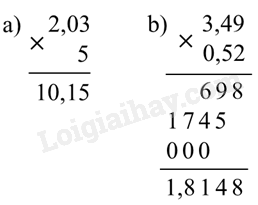 a) 2,03
× 5
10,15
b) 3,49
× 0,52
698
1745
000
1,8148
Loigiaihay.com